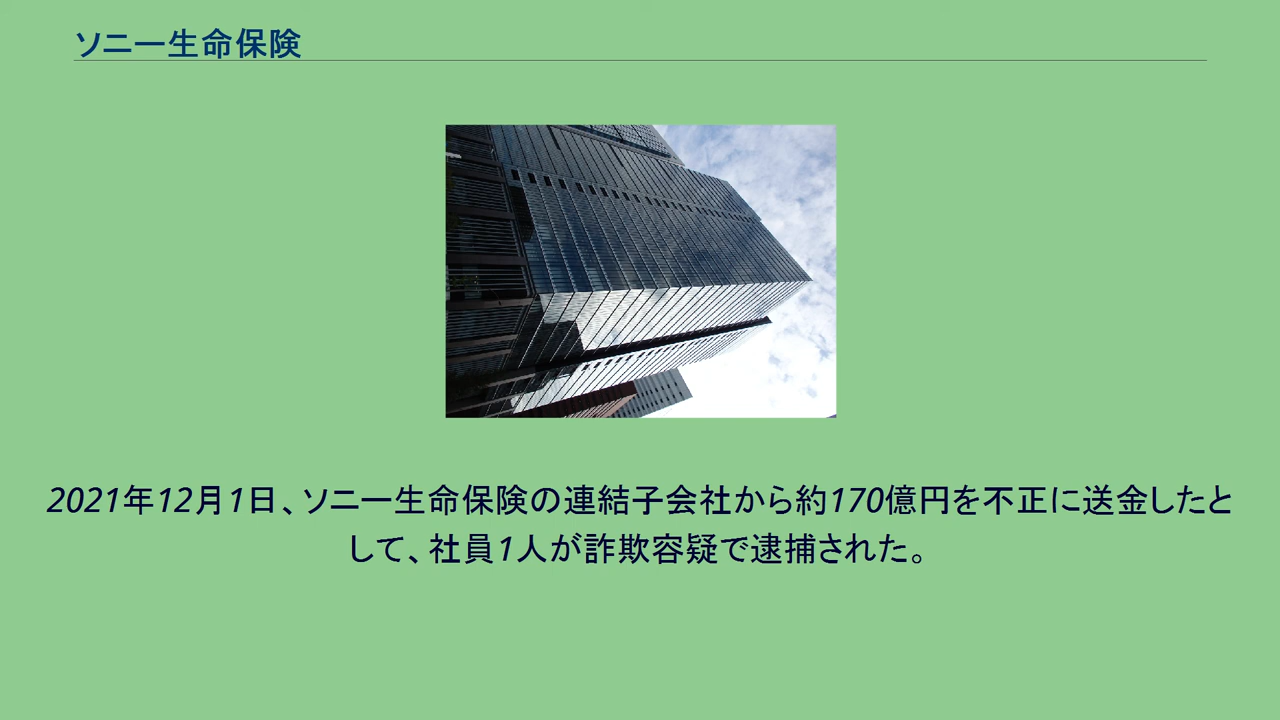 ソニー生命保険
2021年12月1日、ソニー生命保険の連結子会社から約170億円を不正に送金したと
して、社員1人が詐欺容疑で逮捕された。